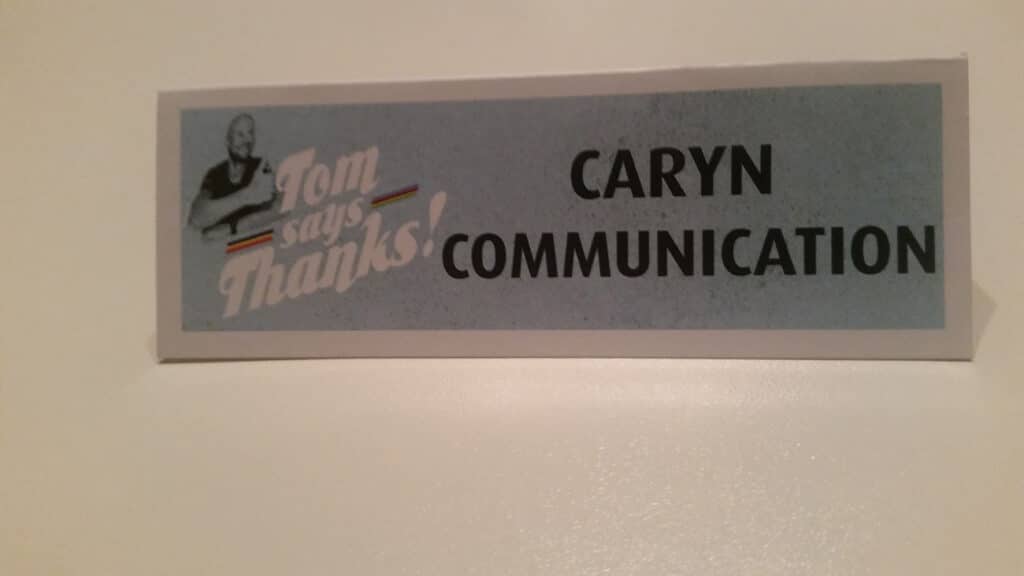 Tom
says
Thanks!
CARYN
COMMUNICATION